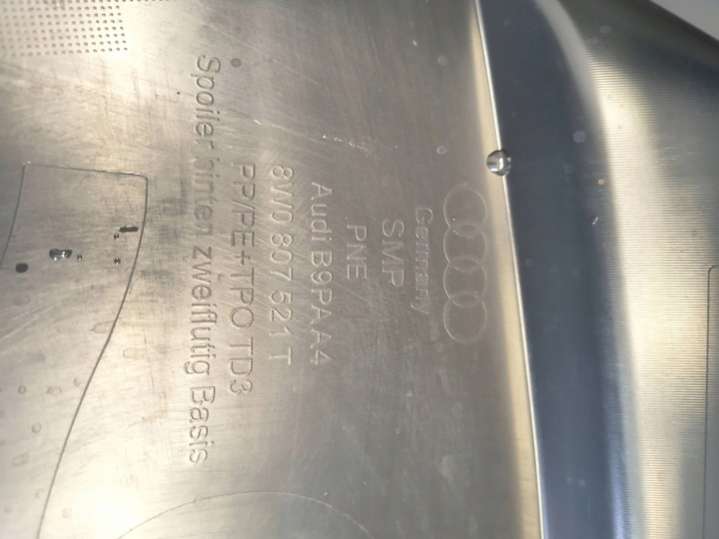 Germany
SMP
PNE
Audi B9PA A4
8W0 807 521 T
PP/PE+TPO TD3
Spoiler hinten zweiflutig Basis